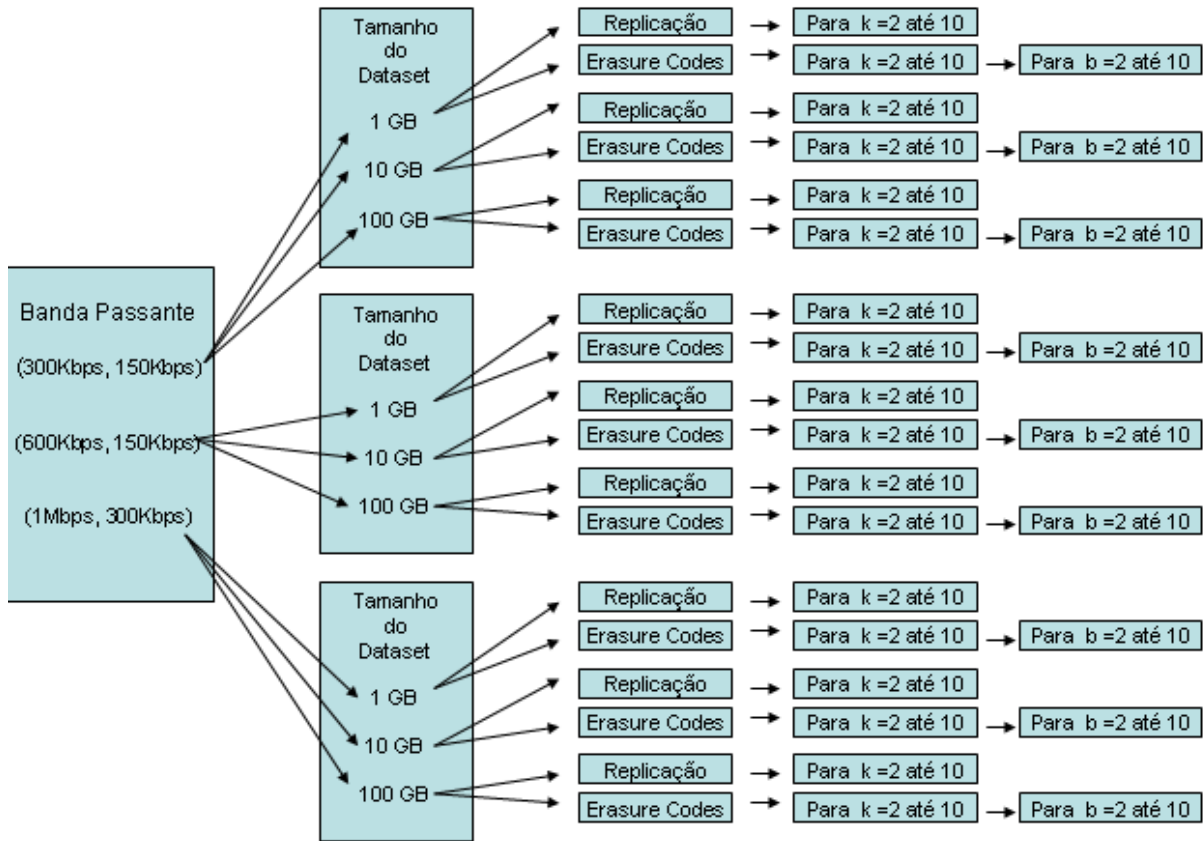 Banda Passante
(300Kbps, 150Kbps)
(600Kbps, 150Kbps)
(1Mbps, 300Kbps)
Tamanho
do
Dataset
1 GB
10 GB
100 GB
Replicação
Para k =2 até 10
Erasure Codes
Para k =2 até 10
Para b =2 até 10
Replicação
Para k =2 até 10
Erasure Codes
Para k =2 até 10
Para b =2 até 10
Replicação
Para k =2 até 10
Erasure Codes
Para k =2 até 10
Para b =2 até 10
Tamanho
do
Dataset
1 GB
10 GB
100 GB
Replicação
Para k =2 até 10
Erasure Codes
Para k =2 até 10
Para b =2 até 10
Replicação
Para k =2 até 10
Erasure Codes
Para k =2 até 10
Para b =2 até 10
Replicação
Para k =2 até 10
Erasure Codes
Para k =2 até 10
Para b =2 até 10
Tamanho
do
Dataset
1 GB
10 GB
100 GB
Replicação
Para k =2 até 10
Erasure Codes
Para k =2 até 10
Para b =2 até 10
Replicação
Para k =2 até 10
Erasure Codes
Para k =2 até 10
Para b =2 até 10
Replicação
Para k =2 até 10
Erasure Codes
Para k =2 até 10
Para b =2 até 10